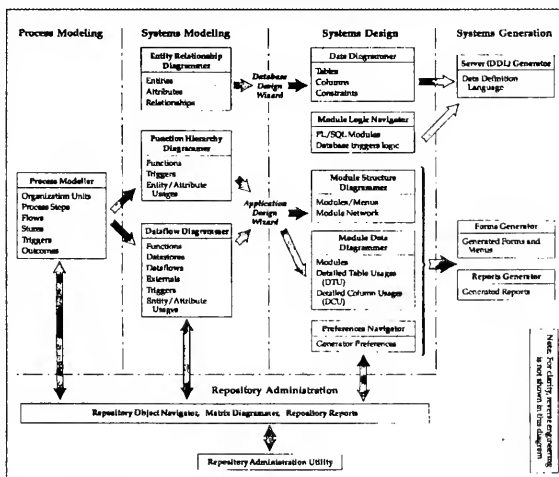 Process Modeling
Systems Modeling
Systems Design
Systems Generation
Process Modeller
Organization Units
Process Steps
Flows
Stores
Triggers
Outcomes
Entity Relationship
Diagrammer
Entities
Attributes
Relationships
Function Hierarchy
Diagrammer
Functions
Triggers
Entity/Attribute
Usages
Dataflow Diagrammer
Functions
Datastores
Dataflows
Externals
Triggers
Entity/Attribute
Usages
Database
Design
Wizard
Application
Design
Wizard
Data Diagrammer
Tables
Columns
Constraints
Module Logic Navigator
PL/SQL Modules
Database triggers logic
Module Structure
Diagrammer
Modules/Menus
Module Network
Module Data
Diagrammer
Modules
Detailed Table Usages
(DTU)
Detailed Column Usages
(DCU)
Preferences Navigator
Generator Preferences
Server (DDL) Generator
Data Definition
Language
Forms Generator
Generated Forms and
Menus
Reports Generator
Generated Reports
Note: For clarity, reverse engineering
is not shown in this
diagram
Repository Administration
Repository Object Navigator, Matrix Diagrammer, Repository Reports
Repository Administration Utility